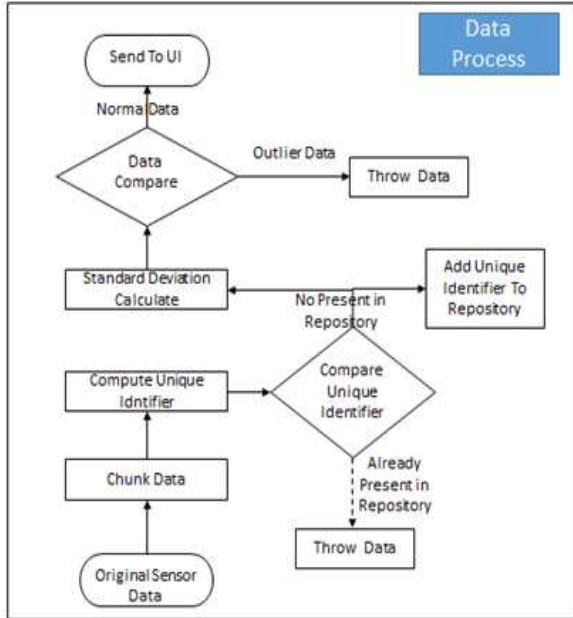 Data
Process
Send To UI
Normal Data
Data
Compare
Outlier Data
Throw Data
Standard Deviation
Calculate
No Present in
Repository
Add Unique
Identifier To
Repository
Compute Unique
Idntifier
Compare
Unique
Identifier
Chunk Data
Already
Present in
Repository
Throw Data
Original Sensor
Data